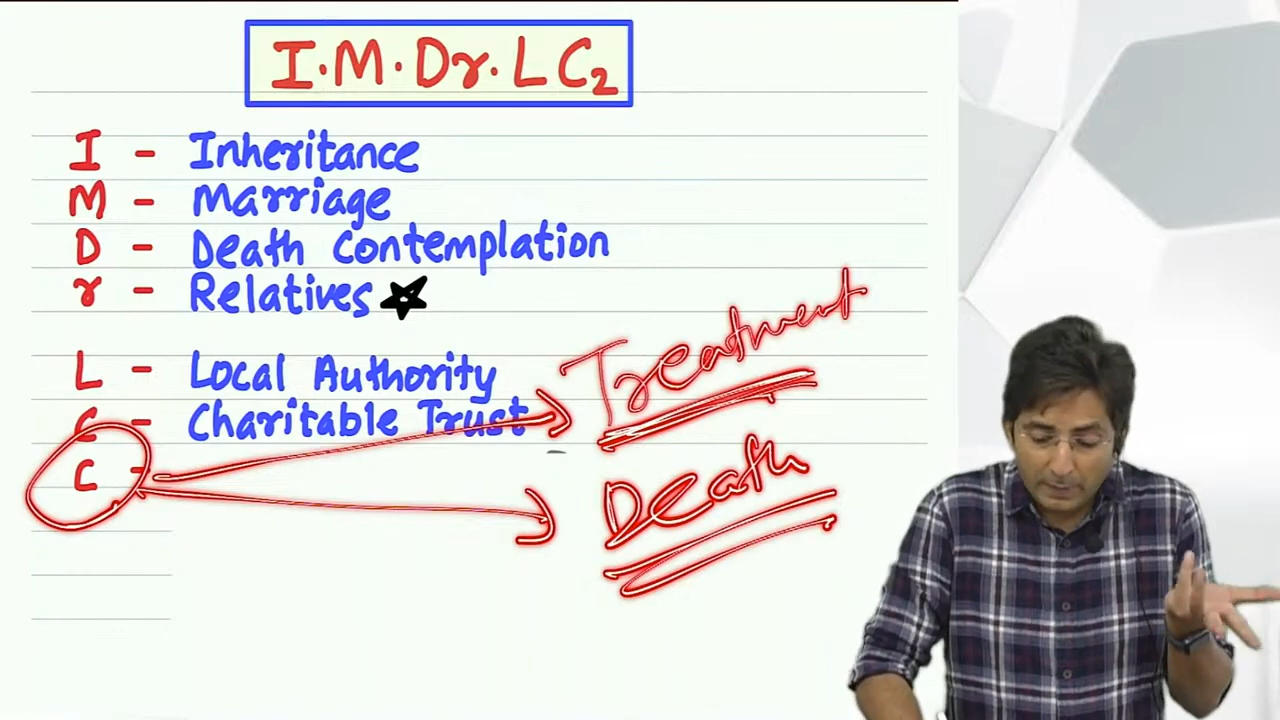 I.M.Dr.LC2
I - Inheritance
M - Marriage
D - Death Contemplation
r - Relatives
L - Local Authority
C - Charitable Trust
C -
Treatment
Death